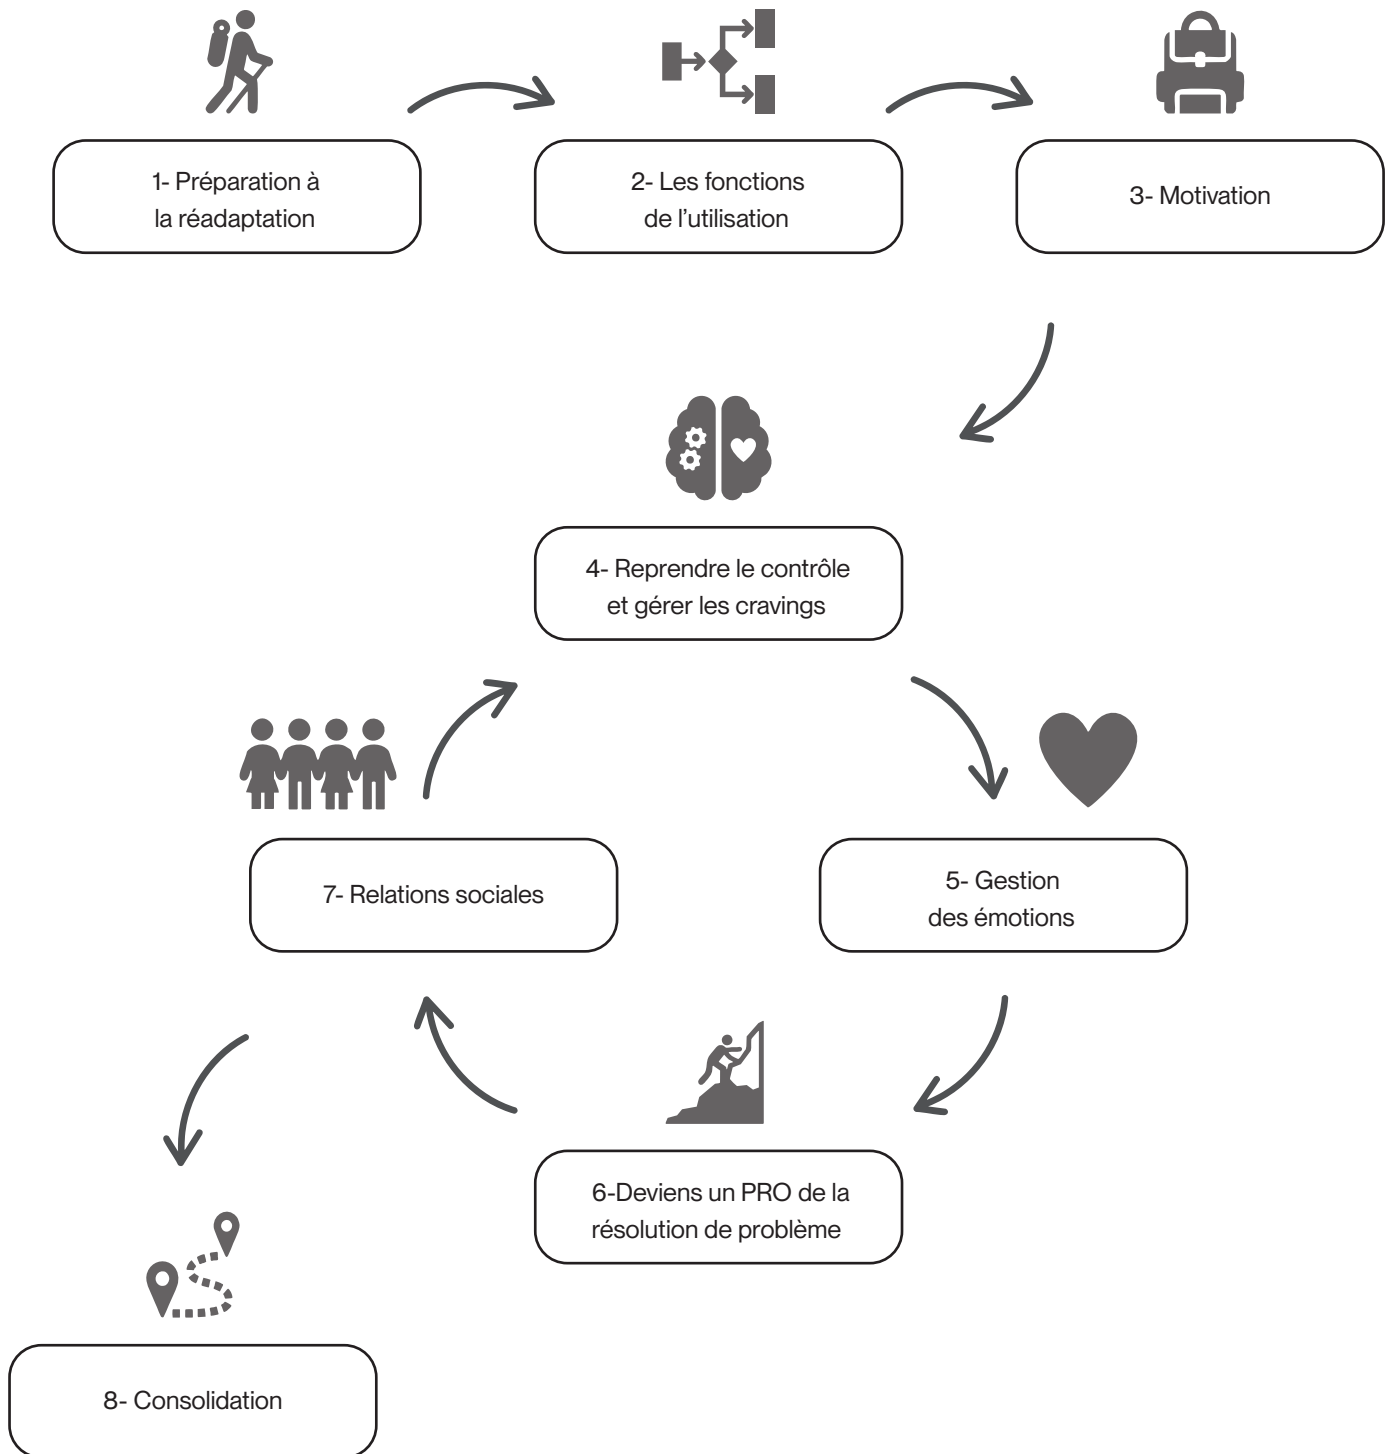 1- Préparation à
la réadaptation
2- Les fonctions
de l’utilisation
3- Motivation
4- Reprendre le contrôle
et gérer les cravings
7- Relations sociales
5- Gestion
des émotions
6-Deviens un PRO de la
résolution de problème
8- Consolidation